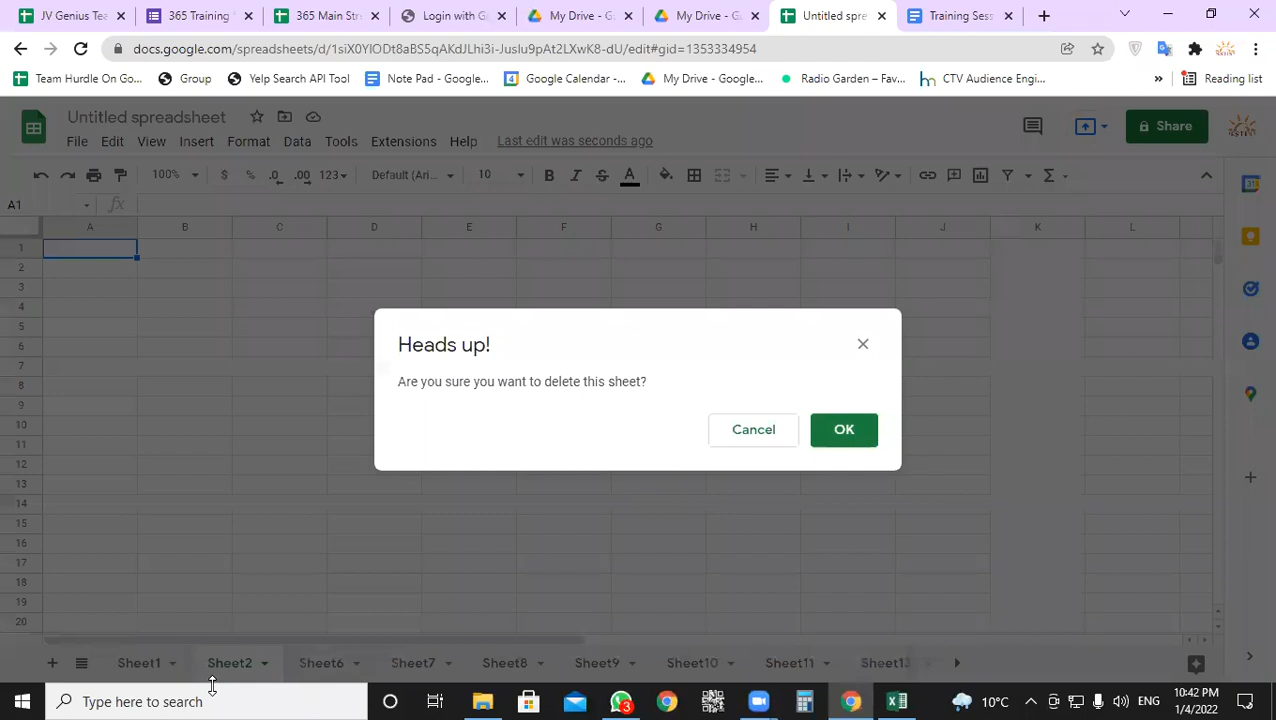 JV Genius Tea
365 Training
365 Main
Login with
My Drive - G
My Drive -
Untitled spre
Training Sess
docs.google.com/spreadsheets/d/1siX0YIODt8aBS5qAKdJLhi3i-JusIu9pAt2LXwK8-dU/edit#gid=1353334954
Team Hurdle On Go...
Group
Yelp Search API Tool
Note Pad - Google...
Google Calendar -...
My Drive - Google...
Radio Garden – Fav...
CTV Audience Engi...
»
Reading list
Untitled spreadsheet
File Edit View Insert Format Data Tools Extensions Help Last edit was seconds ago
Share
100% $ % .0 .00 123 Default (Ari... 10 B I S A
A1 fx
A B C D E F G H I J K L
1
2
3
4
5
6
7
8
9
10
11
12
13
14
15
16
17
18
19
20
Heads up!
Are you sure you want to delete this sheet?
Cancel OK
Sheet1 Sheet2 Sheet6 Sheet7 Sheet8 Sheet9 Sheet10 Sheet11
Type here to search
3
10°C
ENG
10:42 PM
1/4/2022